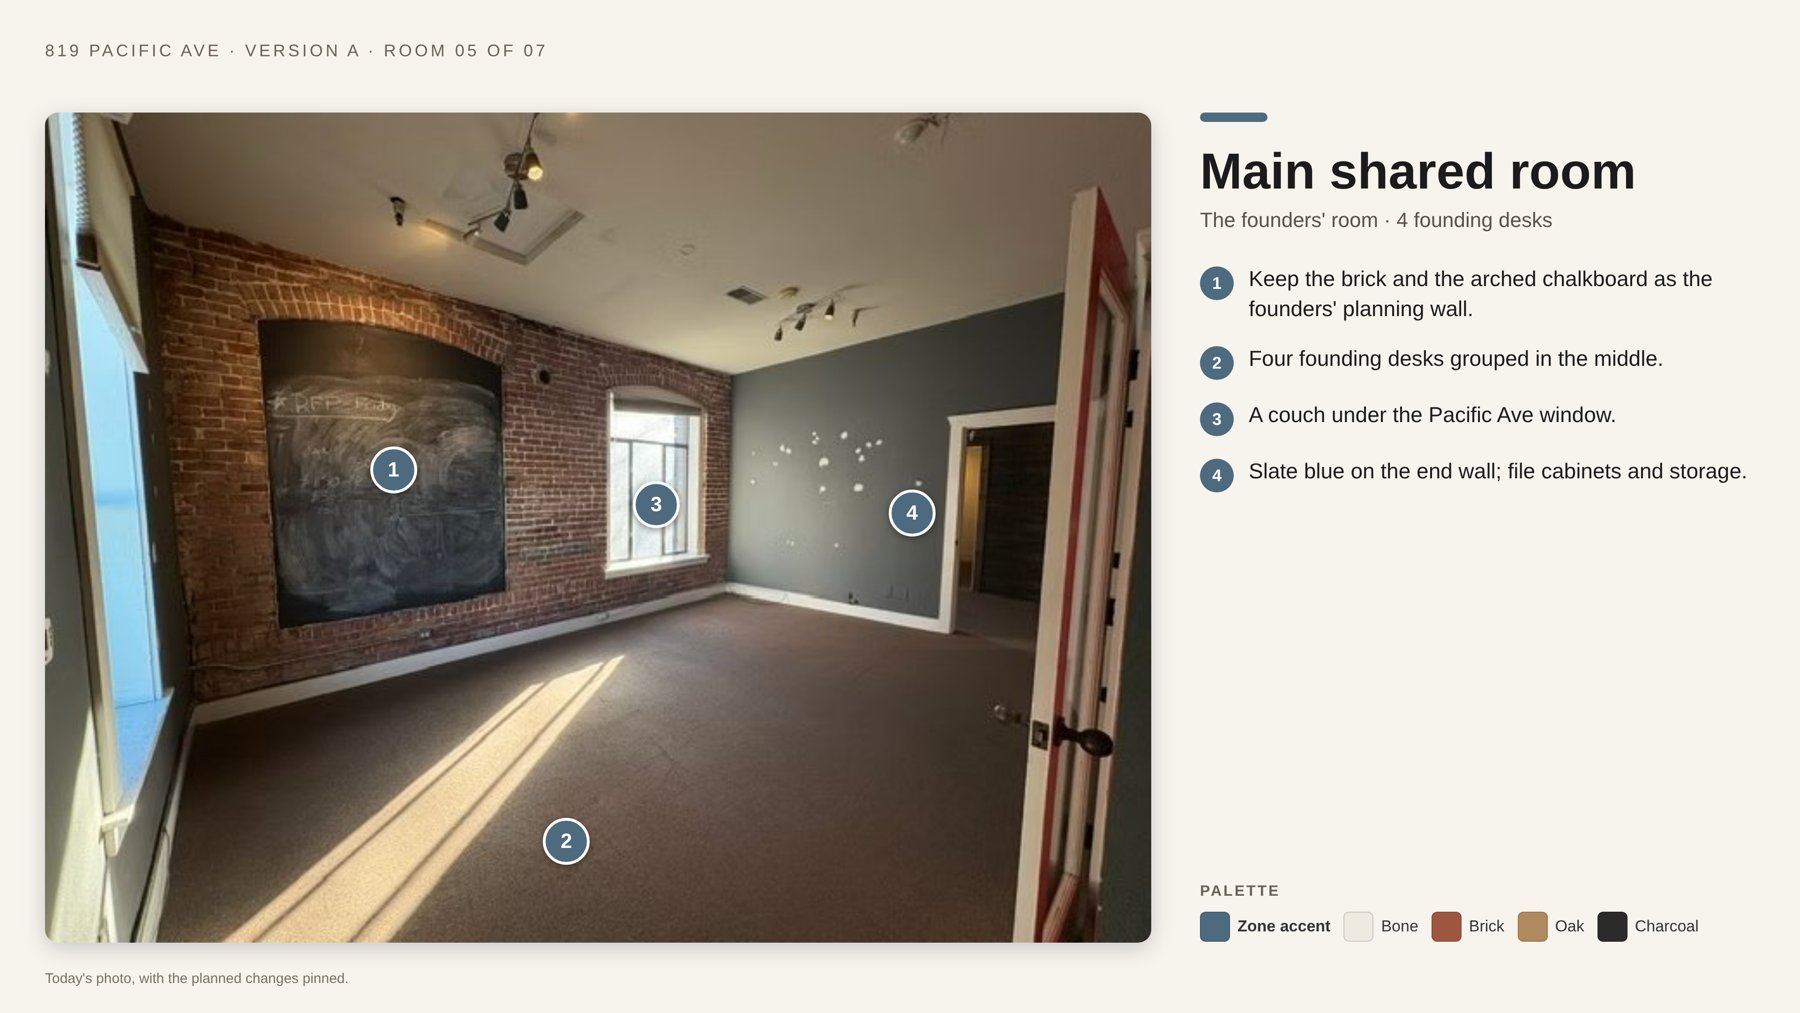 819 PACIFIC AVE · VERSION A · ROOM 05 OF 07
Main shared room
The founders' room · 4 founding desks
1 Keep the brick and the arched chalkboard as the
founders' planning wall.
2 Four founding desks grouped in the middle.
3 A couch under the Pacific Ave window.
4 Slate blue on the end wall; file cabinets and storage.
RFP-Friday
1
3
4
2
PALETTE
Zone accent Bone Brick Oak Charcoal
Today's photo, with the planned changes pinned.